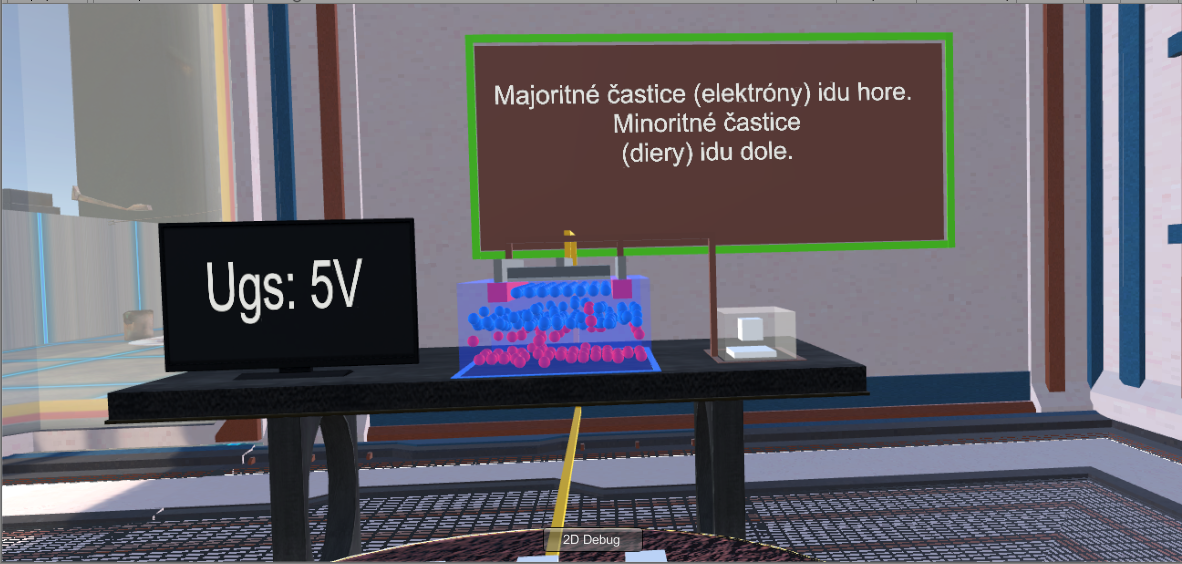 Majoritné častice (elektróny) idu hore.
Minoritné častice
(diery) idu dole.
Ugs: 5V
2D Debug